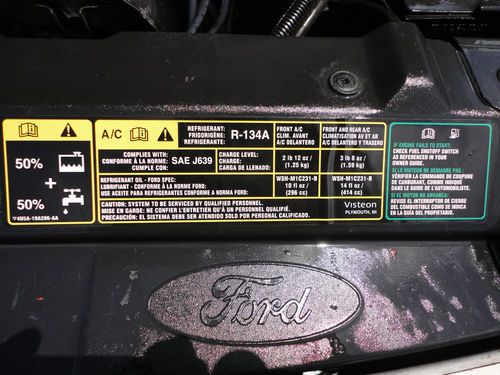 50%
+
50%
Y4954-19A286-AA
A/C
REFRIGERANT
FRIGORIGÈNE:
REFRIGERANTE:
R-134A
FRONT A/C
CLIM. AVANT
A/C DELANTERO
FRONT AND REAR A/C
CLIMATISATION AV ET AR
A/C DELANTERO Y TRASERO
COMPLIES WITH:
CONFORME À LA NORME:
CUMPLE CON:
SAE J639
CHARGE LEVEL:
CHARGE:
CARGA DE LLENADO:
2 lb 12 oz /
(1.25 kg)
3 lb 8 oz /
(1.59 kg)
REFRIGERANT OIL - FORD SPEC:
LUBRIFIANT - CONFORME À LA NORME FORD:
ACEITE REFRIGERANTE CONFORME A NORMA FORD:
WSH-M1C231-B
10 fl oz /
(296 cc)
WSH-M1C231-B
14 fl oz /
(414 cc)
CAUTION: SYSTEM TO BE SERVICED BY QUALIFIED PERSONNEL.
MISE EN GARDE: NE CONFIER L'ENTRETIEN QU'À UN PERSONNEL QUALIFIÉ.
PRECAUCIÓN: EL SISTEMA DEBE SER ATENDIDO SOLO POR PERSONAL CALIFICADO.
Visteon
PLYMOUTH, MI
IF ENGINE FAILS TO START:
CHECK FUEL SHUTOFF SWITCH
AS REFERENCED IN YOUR
OWNER GUIDE.
SI LE MOTEUR NE DÉMARRE PAS:
VÉRIFIER LA COMMANDE DE COUPURE
DE CARBURANT, COMME INDIQUÉ
DANS LE GUIDE DE L'AUTOMOBILISTE.
SI EL MOTOR NO ARRANCA:
REVISE EL INTERRUPTOR DE CIERRE
DEL COMBUSTIBLE COMO SE INDICA
EN LA GUÍA DEL PROPIETARIO.
Ford